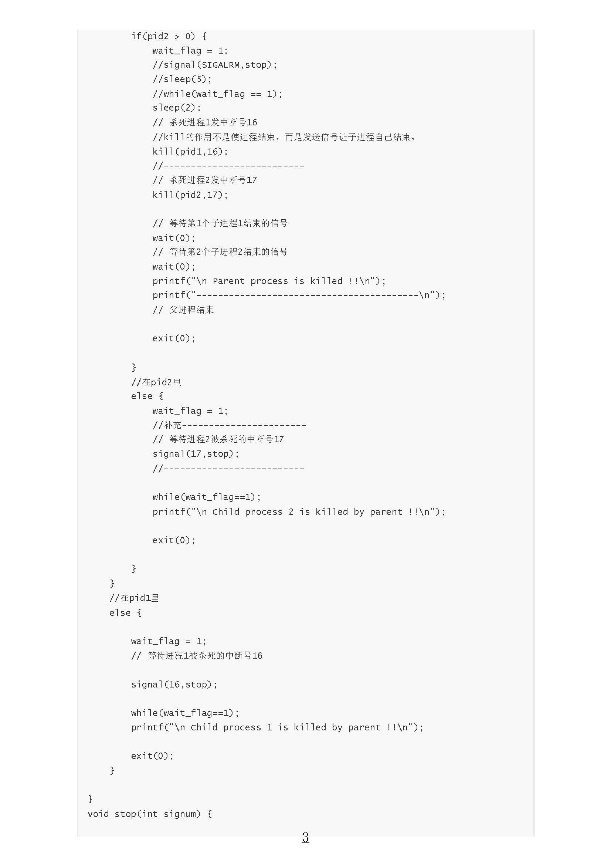 if(pid2 > 0) {
wait_flag = 1;
//signal(SIGALRM,stop);
//sleep(5);
//while(wait_flag == 1);
sleep(2);
// 杀死进程1发中断号16
//kill的作用不是使进程结束，而是发送信号让子进程自己结束，
kill(pid1,16);
//--------------------------
// 杀死进程2发中断号17
kill(pid2,17);
// 等待第1个子进程1结束的信号
wait(0);
// 等待第2个子进程2结束的信号
wait(0);
printf("\n Parent process is killed !!\n");
printf("-----------------------------------------\n");
// 父进程结束
exit(0);
}
//在pid2里
else {
wait_flag = 1;
//补充-----------------------
// 等待进程2被杀死的中断号17
signal(17,stop);
//--------------------------
while(wait_flag==1);
printf("\n Child process 2 is killed by parent !!\n");
exit(0);
}
}
//在pid1里
else {
wait_flag = 1;
// 等待进程1被杀死的中断号16
signal(16,stop);
while(wait_flag==1);
printf("\n Child process 1 is killed by parent !!\n");
exit(0);
}
}
void stop(int signum) {
3